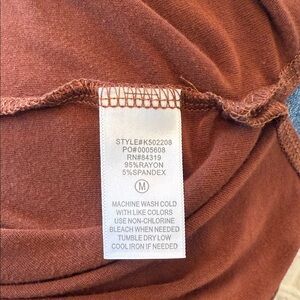 STYLE#K502208
PO#0005608
RN#84319
95%RAYON
5%SPANDEX
M
MACHINE WASH COLD
WITH LIKE COLORS
USE NON-CHLORINE
BLEACH WHEN NEEDED
TUMBLE DRY LOW
COOL IRON IF NEEDED